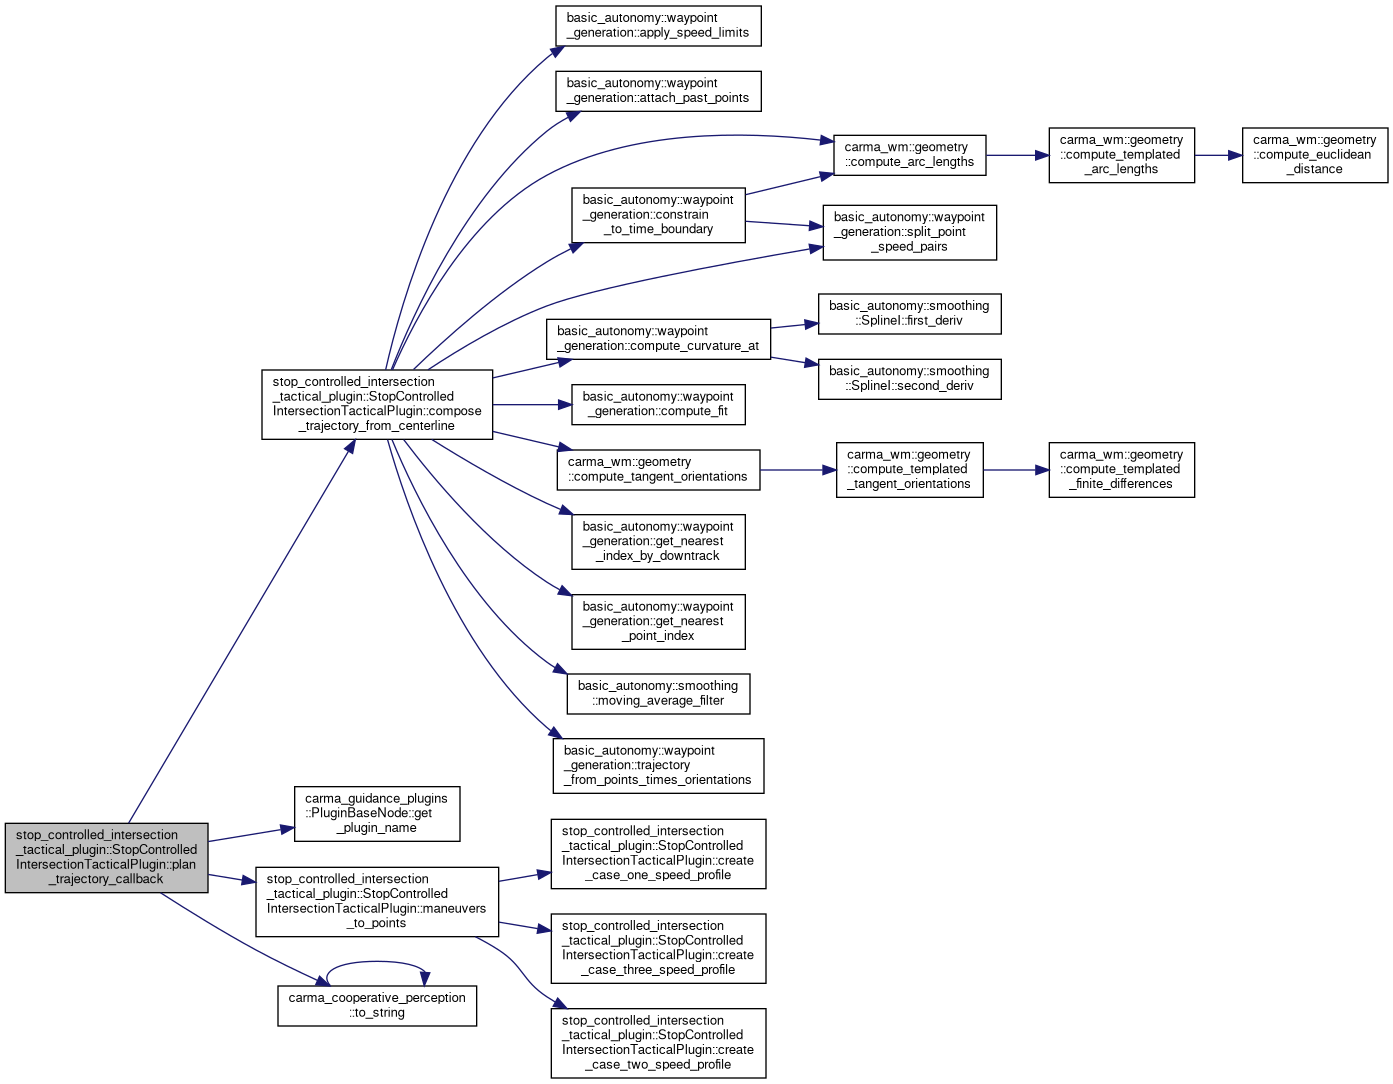 basic_autonomy::waypoint
_generation::apply_speed_limits
basic_autonomy::waypoint
_generation::attach_past_points
carma_wm::geometry
::compute_arc_lengths
carma_wm::geometry
::compute_templated
_arc_lengths
carma_wm::geometry
::compute_euclidean
_distance
basic_autonomy::waypoint
_generation::constrain
_to_time_boundary
basic_autonomy::waypoint
_generation::split_point
_speed_pairs
basic_autonomy::smoothing
::SplineI::first_deriv
basic_autonomy::waypoint
_generation::compute_curvature_at
basic_autonomy::smoothing
::SplineI::second_deriv
stop_controlled_intersection
_tactical_plugin::StopControlled
IntersectionTacticalPlugin::compose
_trajectory_from_centerline
basic_autonomy::waypoint
_generation::compute_fit
carma_wm::geometry
::compute_tangent_orientations
carma_wm::geometry
::compute_templated
_tangent_orientations
carma_wm::geometry
::compute_templated
_finite_differences
basic_autonomy::waypoint
_generation::get_nearest
_index_by_downtrack
basic_autonomy::waypoint
_generation::get_nearest
_point_index
basic_autonomy::smoothing
::moving_average_filter
basic_autonomy::waypoint
_generation::trajectory
_from_points_times_orientations
carma_guidance_plugins
::PluginBaseNode::get
_plugin_name
stop_controlled_intersection
_tactical_plugin::StopControlled
IntersectionTacticalPlugin::plan
_trajectory_callback
stop_controlled_intersection
_tactical_plugin::StopControlled
IntersectionTacticalPlugin::create
_case_one_speed_profile
stop_controlled_intersection
_tactical_plugin::StopControlled
IntersectionTacticalPlugin::maneuvers
_to_points
stop_controlled_intersection
_tactical_plugin::StopControlled
IntersectionTacticalPlugin::create
_case_three_speed_profile
carma_cooperative_perception
::to_string
stop_controlled_intersection
_tactical_plugin::StopControlled
IntersectionTacticalPlugin::create
_case_two_speed_profile